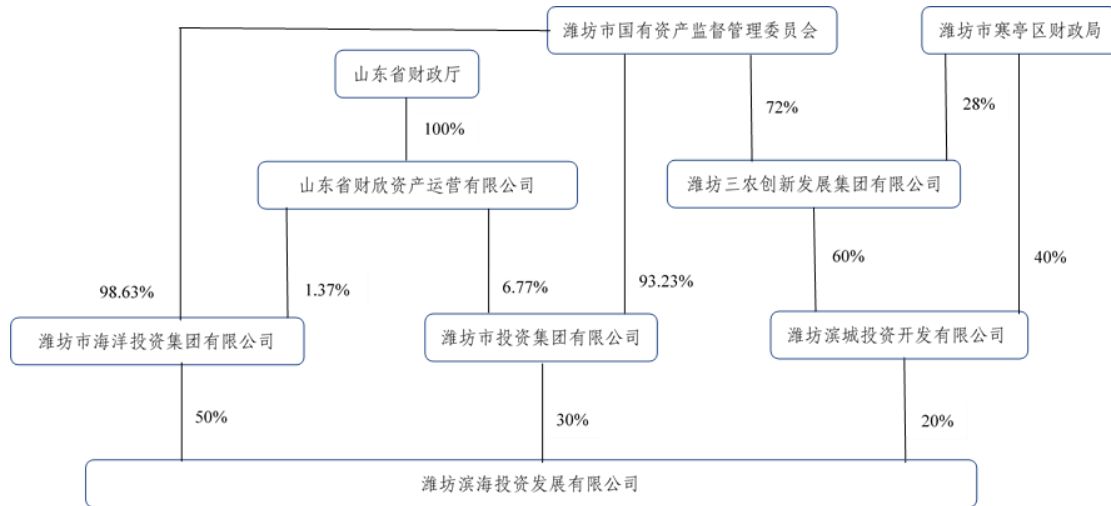 潍坊市国有资产监督管理委员会
潍坊市寒亭区财政局
山东省财政厅
72%
28%
100%
山东省财欣资产运营有限公司
潍坊三农创新发展集团有限公司
60%
40%
98.63%
1.37%
6.77%
93.23%
潍坊市海洋投资集团有限公司
潍坊市投资集团有限公司
潍坊滨城投资开发有限公司
50%
30%
20%
潍坊滨海投资发展有限公司